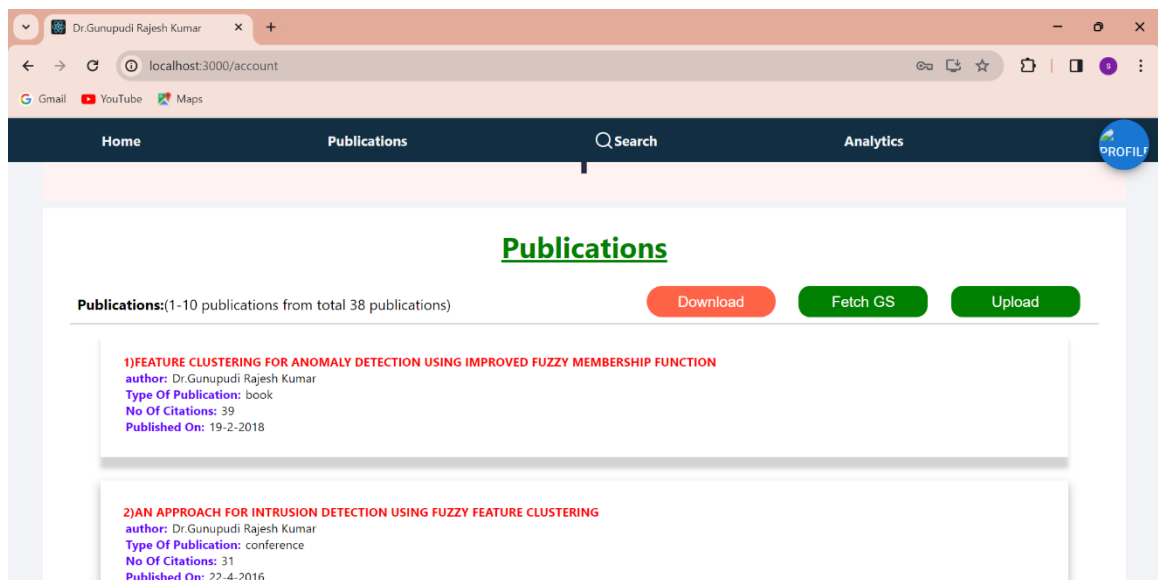 Dr.Gunupudi Rajesh Kumar
localhost:3000/account
Gmail YouTube Maps
Home Publications Search Analytics PROFILE
Publications
Publications:(1-10 publications from total 38 publications) Download Fetch GS Upload
1)FEATURE CLUSTERING FOR ANOMALY DETECTION USING IMPROVED FUZZY MEMBERSHIP FUNCTION
author: Dr.Gunupudi Rajesh Kumar
Type Of Publication: book
No Of Citations: 39
Published On: 19-2-2018
2)AN APPROACH FOR INTRUSION DETECTION USING FUZZY FEATURE CLUSTERING
author: Dr.Gunupudi Rajesh Kumar
Type Of Publication: conference
No Of Citations: 31
Published On: 22-4-2016